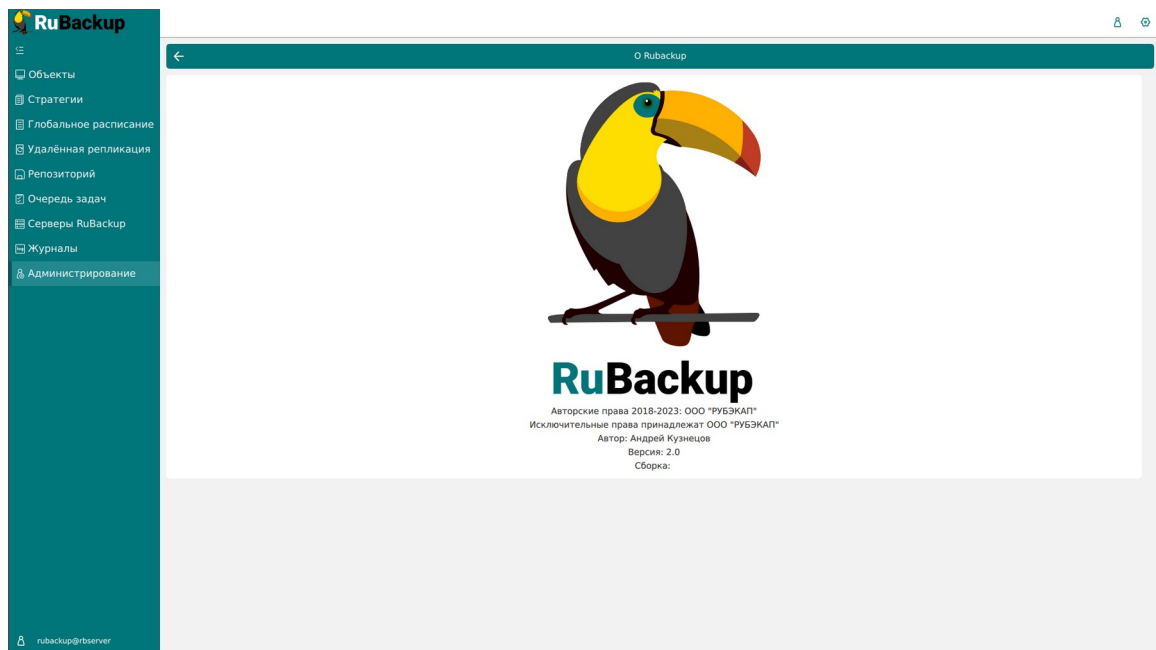 RuBackup
Объекты
Стратегии
Глобальное расписание
Удалённая репликация
Репозиторий
Очередь задач
Серверы RuBackup
Журналы
Администрирование
rubackup@rbserver
О Rubackup
RuBackup
Авторские права 2018-2023: ООО "РУБЭКАП"
Исключительные права принадлежат ООО "РУБЭКАП"
Автор: Андрей Кузнецов
Версия: 2.0
Сборка: